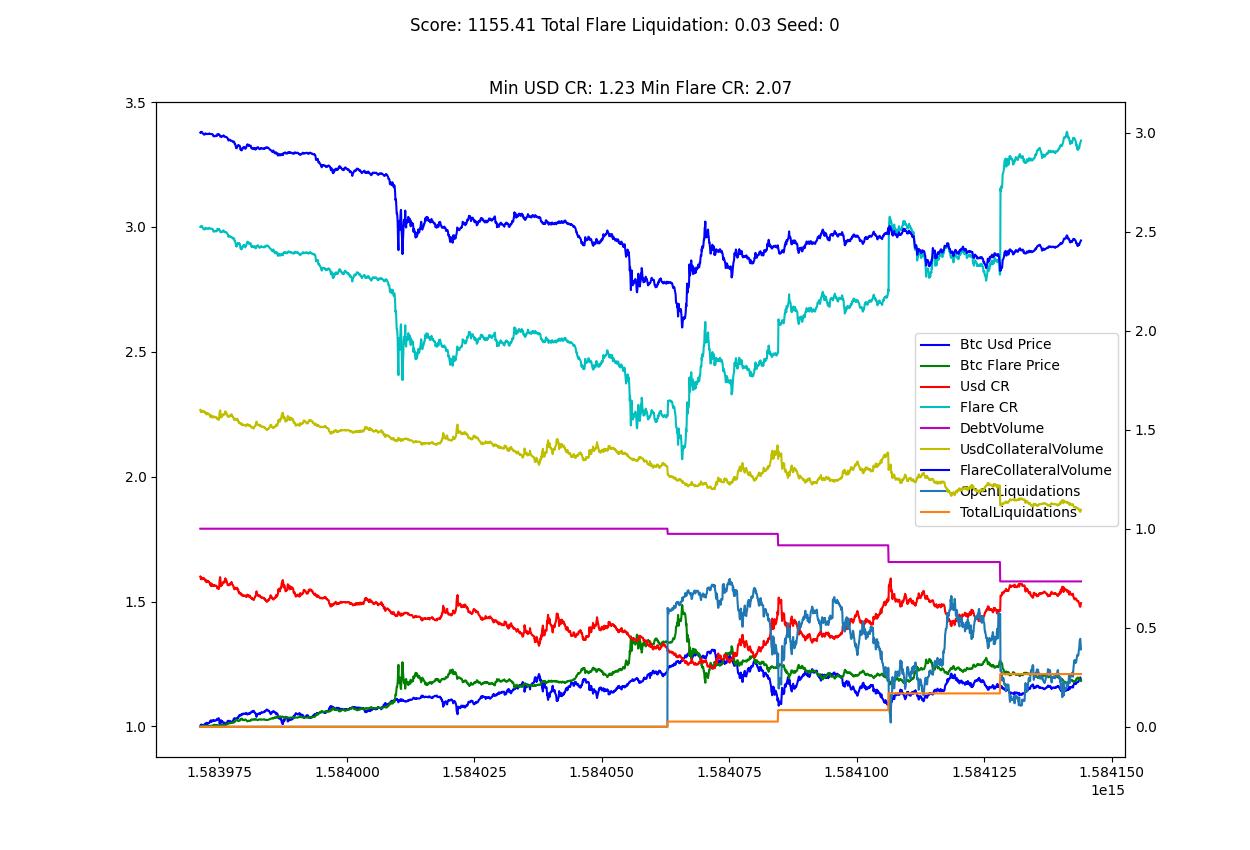 Score: 1155.41 Total Flare Liquidation: 0.03 Seed: 0
Min USD CR: 1.23 Min Flare CR: 2.07
3.5
3.0
2.5
2.0
1.5
1.0
3.0
2.5
2.0
1.5
1.0
0.5
0.0
Btc Usd Price
Btc Flare Price
Usd CR
Flare CR
DebtVolume
UsdCollateralVolume
FlareCollateralVolume
OpenLiquidations
TotalLiquidations
1.583975 1.584000 1.584025 1.584050 1.584075 1.584100 1.584125 1.584150
1e15